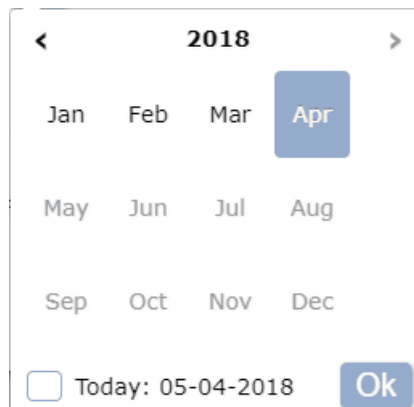 < 2018 >
Jan Feb Mar Apr
May Jun Jul Aug
Sep Oct Nov Dec
Today: 05-04-2018 Ok